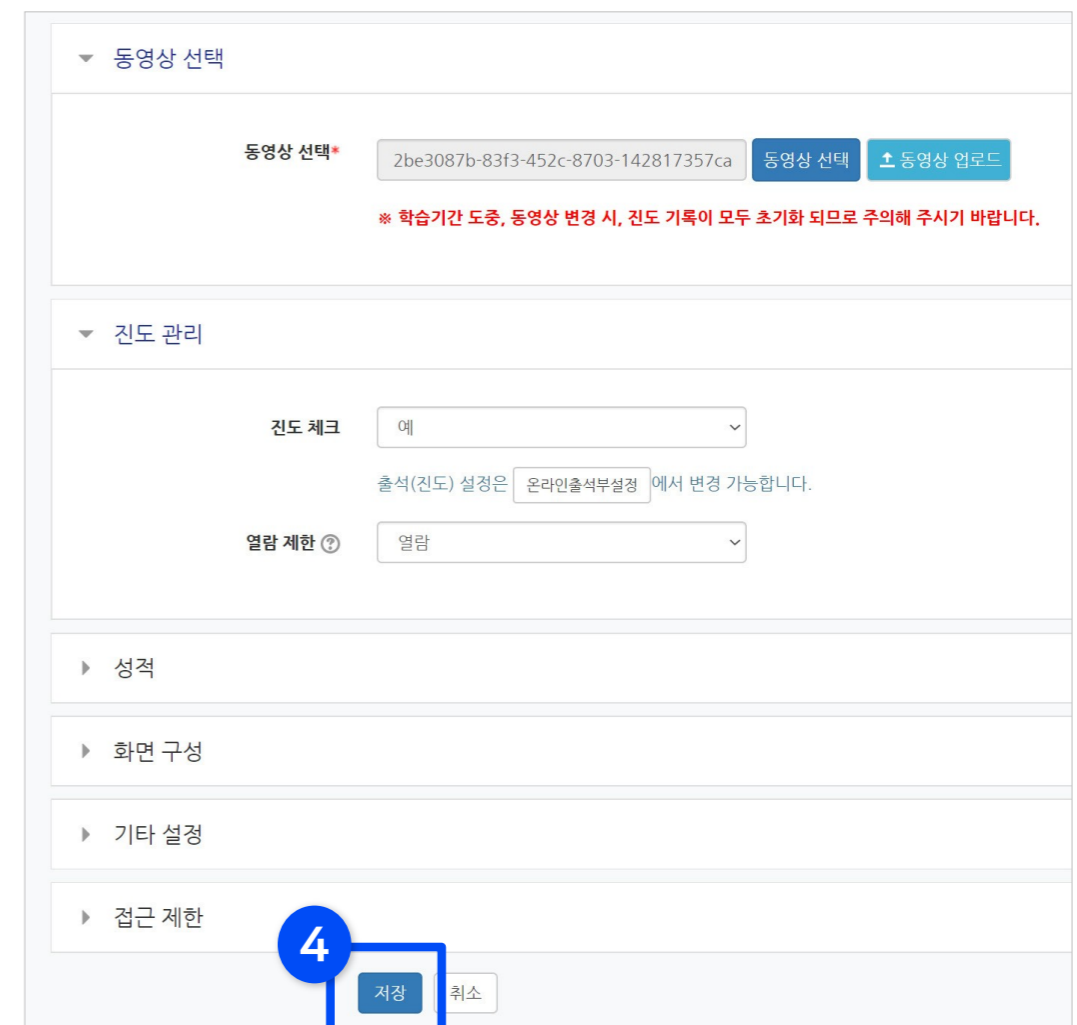 동영상 선택
동영상 선택* 2be3087b-83f3-452c-8703-142817357ca 동영상 선택 동영상 업로드
※ 학습기간 도중, 동영상 변경 시, 진도 기록이 모두 초기화 되므로 주의해 주시기 바랍니다.
진도 관리
진도 체크 예
출석(진도) 설정은 온라인출석부설정 에서 변경 가능합니다.
열람 제한 ? 열람
성적
화면 구성
기타 설정
접근 제한
4
저장 취소